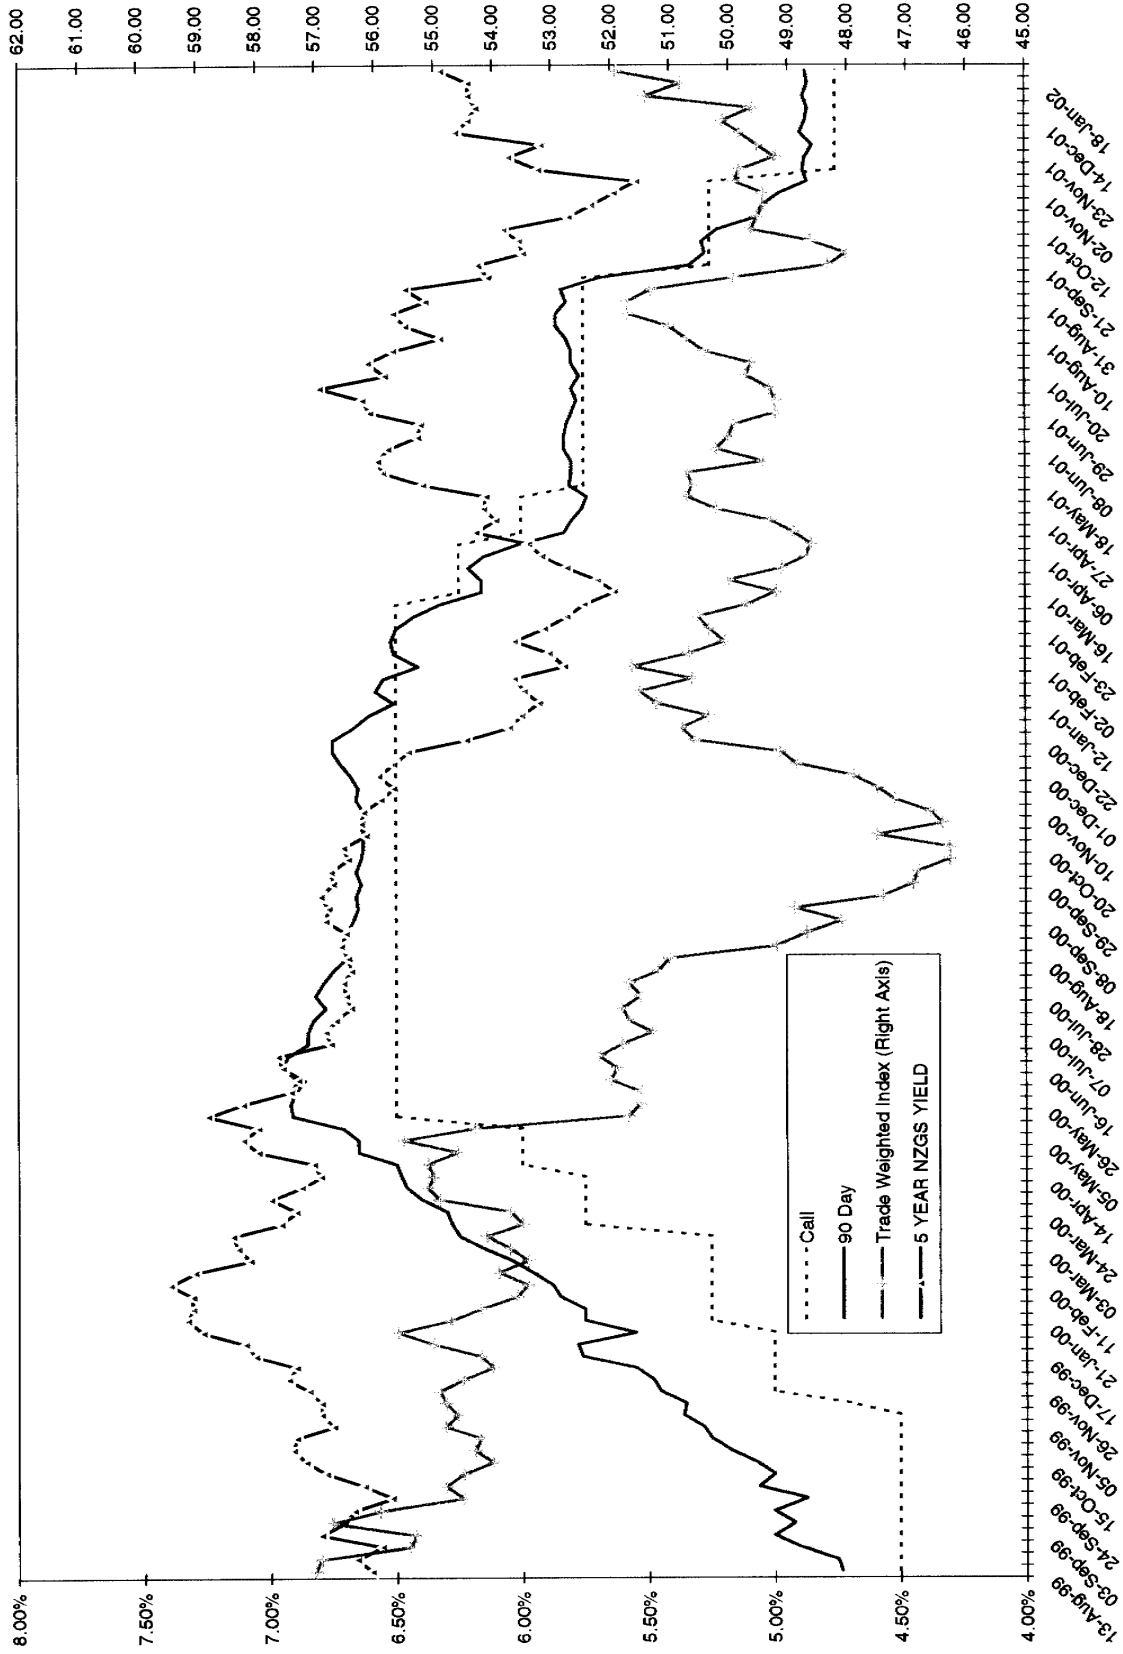 8.00%
7.50%
7.00%
6.50%
6.00%
5.50%
5.00%
4.50%
4.00%
62.00
61.00
60.00
59.00
58.00
57.00
56.00
55.00
54.00
53.00
52.00
51.00
50.00
49.00
48.00
47.00
46.00
45.00
Call
90 Day
Trade Weighted Index (Right Axis)
5 YEAR NZGS YIELD
13-Aug-99
03-Sep-99
24-Sep-99
15-Oct-99
05-Nov-99
26-Nov-99
17-Dec-99
21-Jan-00
11-Feb-00
03-Mar-00
24-Mar-00
14-Apr-00
05-May-00
26-May-00
16-Jun-00
07-Jul-00
28-Jul-00
18-Aug-00
08-Sep-00
29-Sep-00
20-Oct-00
10-Nov-00
01-Dec-00
22-Dec-00
12-Jan-01
02-Feb-01
23-Feb-01
16-Mar-01
06-Apr-01
27-Apr-01
18-May-01
08-Jun-01
29-Jun-01
20-Jul-01
10-Aug-01
31-Aug-01
21-Sep-01
12-Oct-01
02-Nov-01
23-Nov-01
14-Dec-01
18-Jan-02